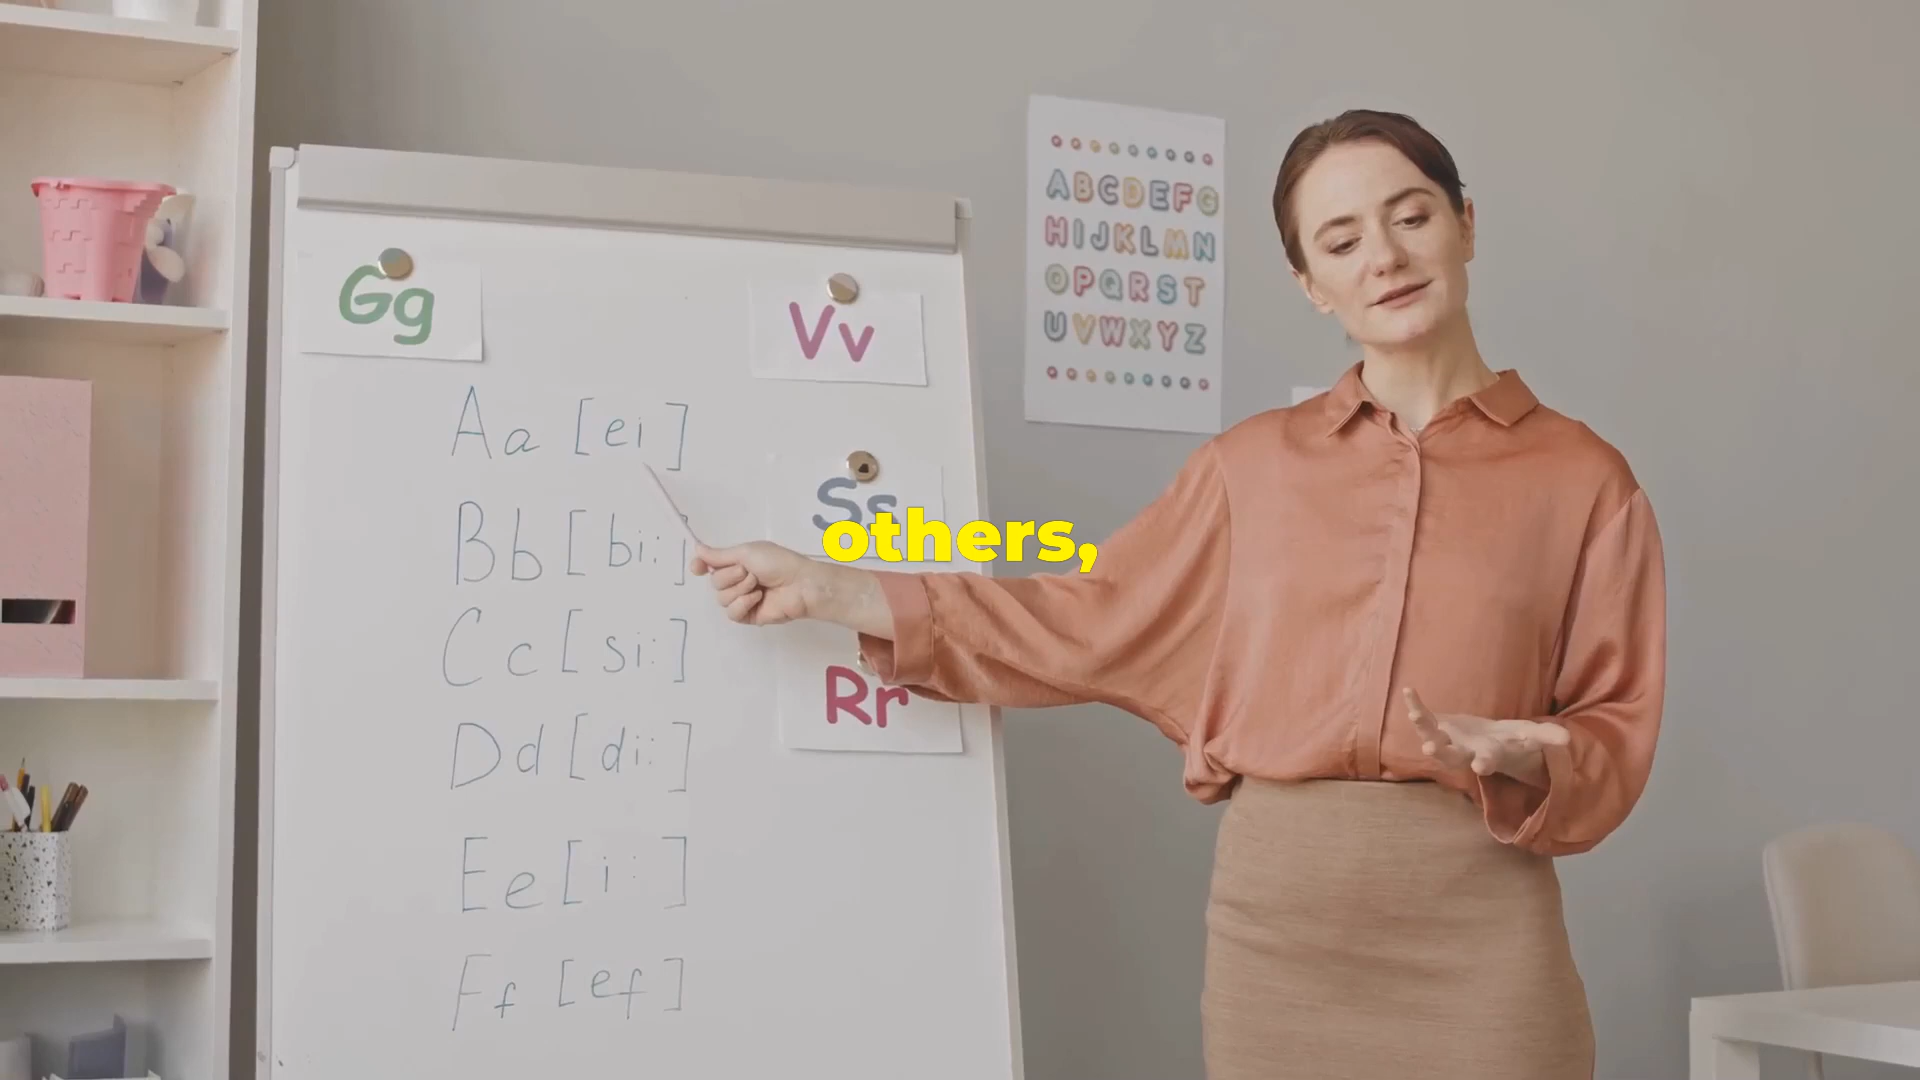 Gg
Vv
Aa [ei]
Ss
Bb [bi:]
Cc [si:]
Rr
Dd [di:]
Ee [i:]
Ff [ef]
ABCDEFG
HIJKLMN
OPQRST
UVWXYZ
others,